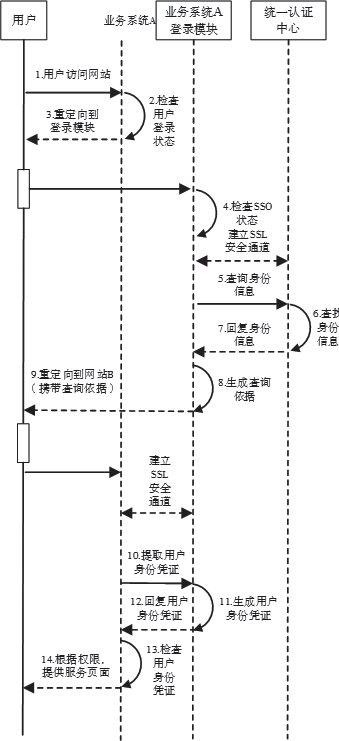 用户
业务系统A
业务系统A
登录模块
统一认证
中心
1.用户访问网站
2.检查
用户
登录
状态
3.重定向到
登录模块
4.检查SSO
状态
建立SSL
安全通道
5.查询身份
信息
6.查找
身份
信息
7.回复身份
信息
8.生成查询
依据
9.重定向到网站B
（携带查询依据）
建立
SSL
安全
通道
10.提取用户
身份凭证
11.生成用户
身份凭证
12.回复用户
身份凭证
13.检查
用户
身份
凭证
14.根据权限，
提供服务页面